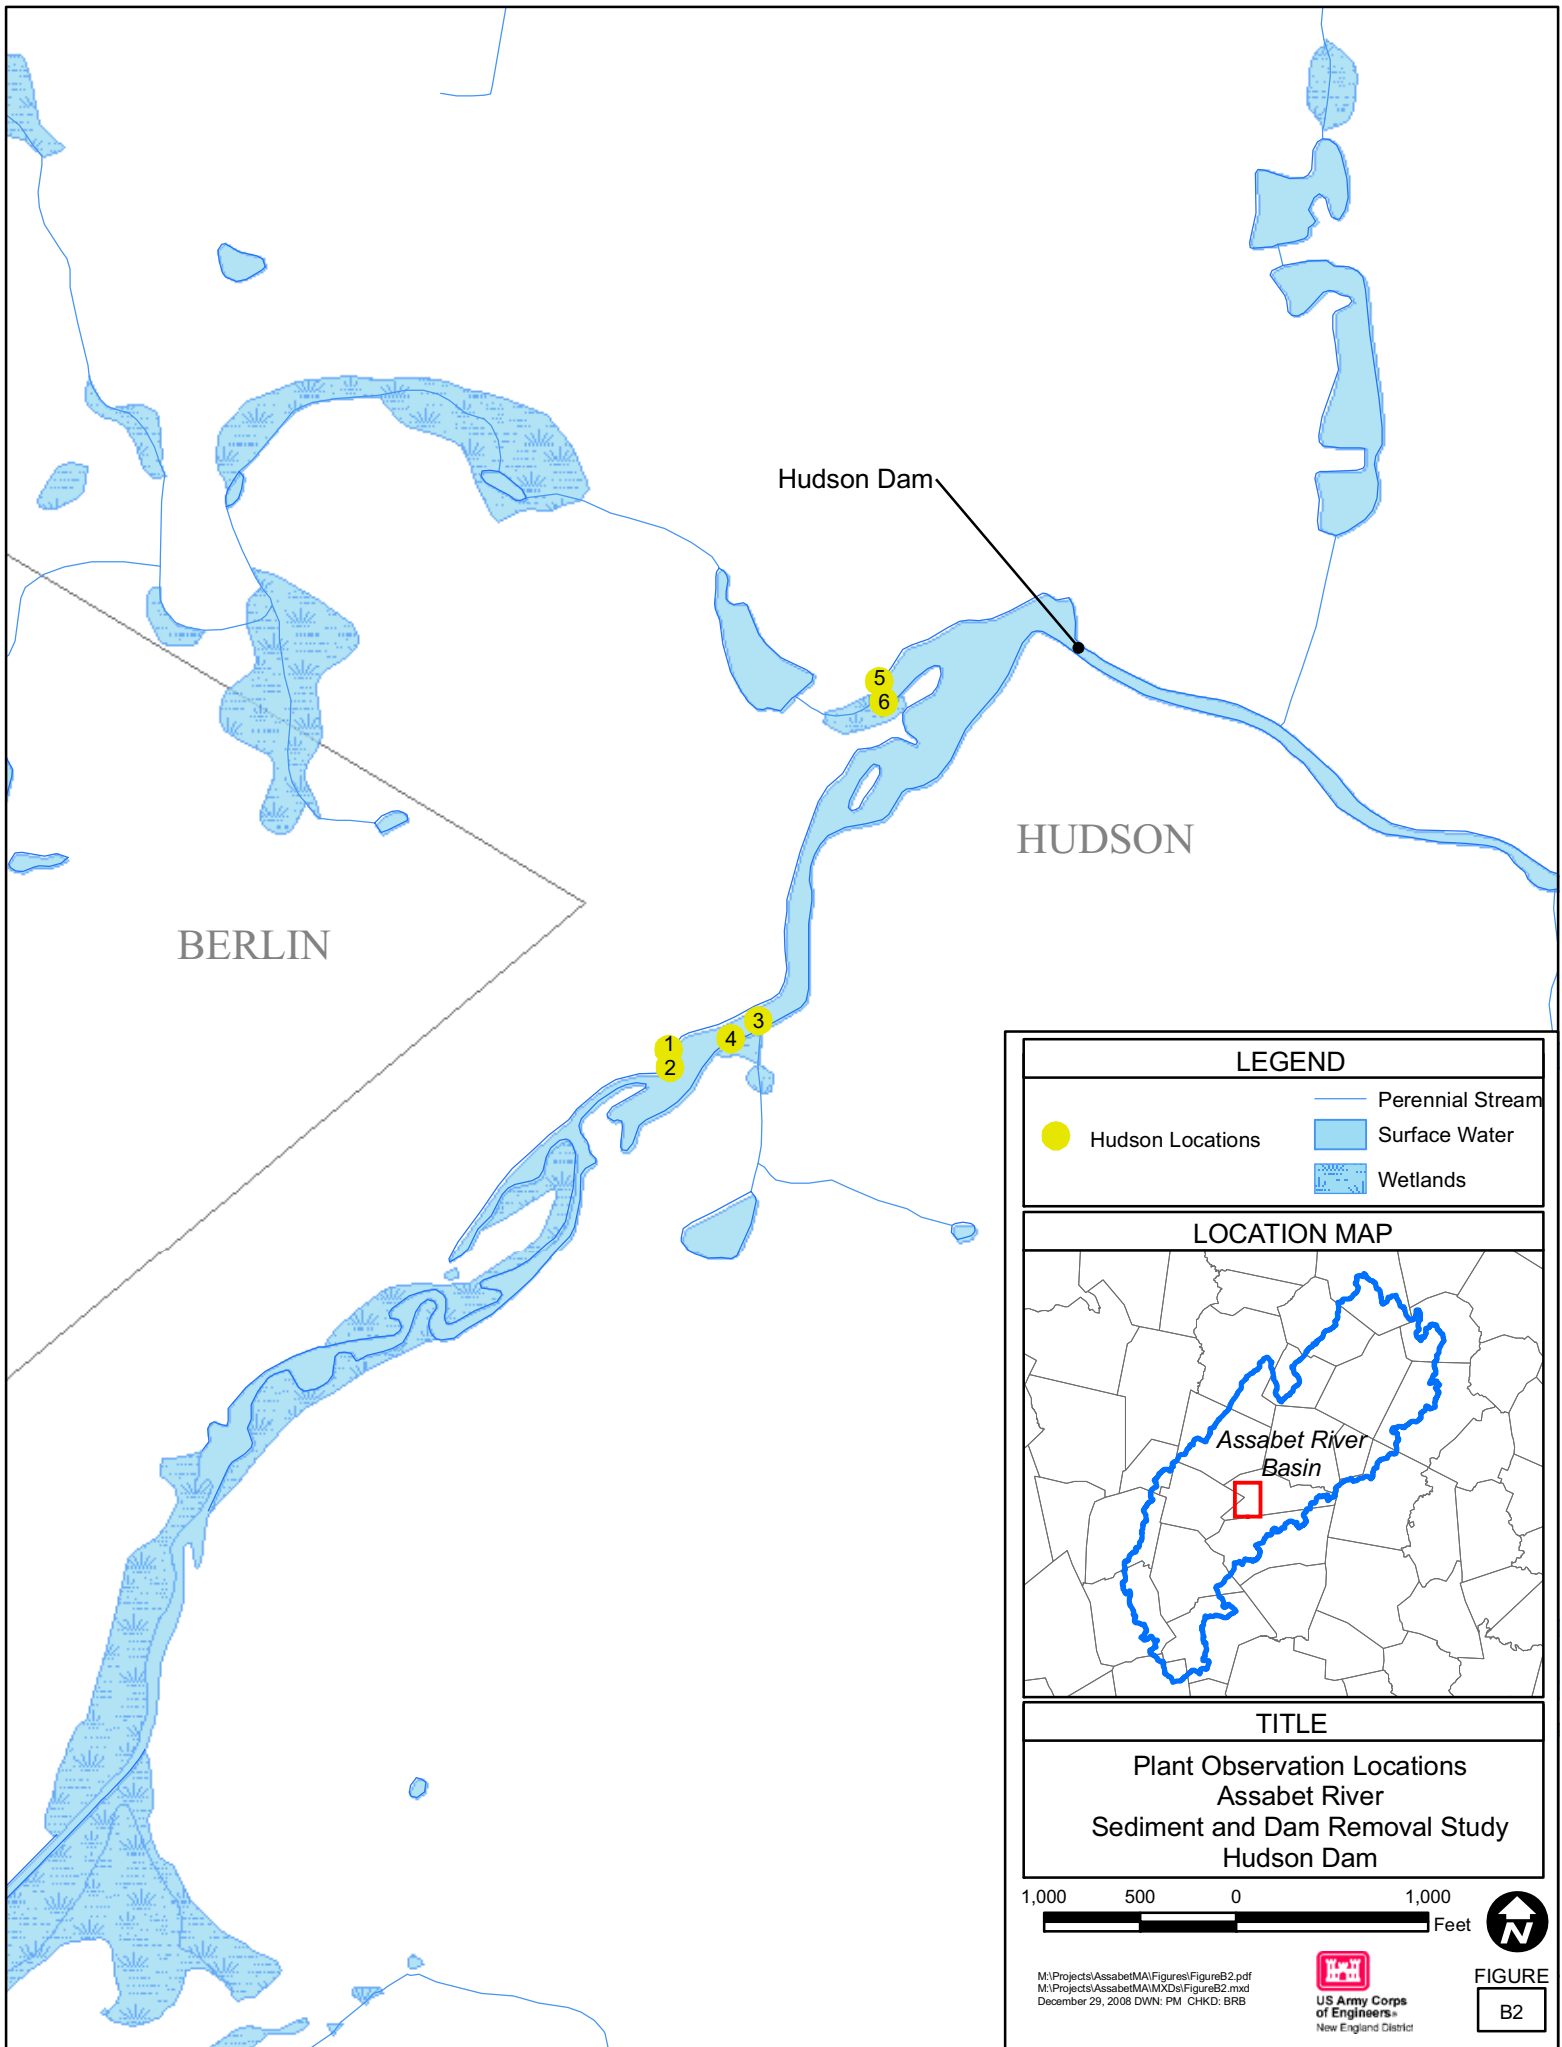 Hudson Dam
5
6
HUDSON
BERLIN
3
4
1
2
LEGEND
Hudson Locations
Perennial Stream
Surface Water
Wetlands
LOCATION MAP
Assabet River
Basin
TITLE
Plant Observation Locations
Assabet River
Sediment and Dam Removal Study
Hudson Dam
1,000 500 0 1,000
Feet
N
M:\Projects\AssabetMA\Figures\FigureB2.pdf
M:\Projects\AssabetMA\MXDs\FigureB2.mxd
December 29, 2008 DWN: PM CHKD: BRB
US Army Corps
of Engineers®
New England District
FIGURE
B2